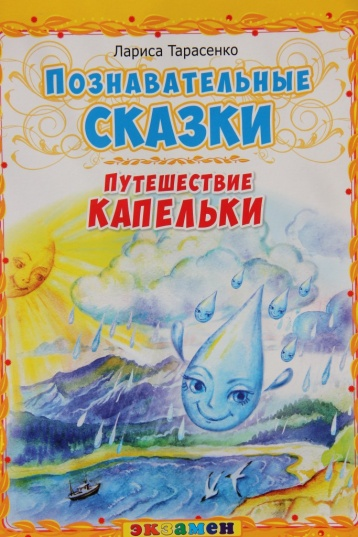 Лариса Тарасенко
Познавательные
СКАЗКИ
Путешествие
КАПЕЛЬКИ
экзамен